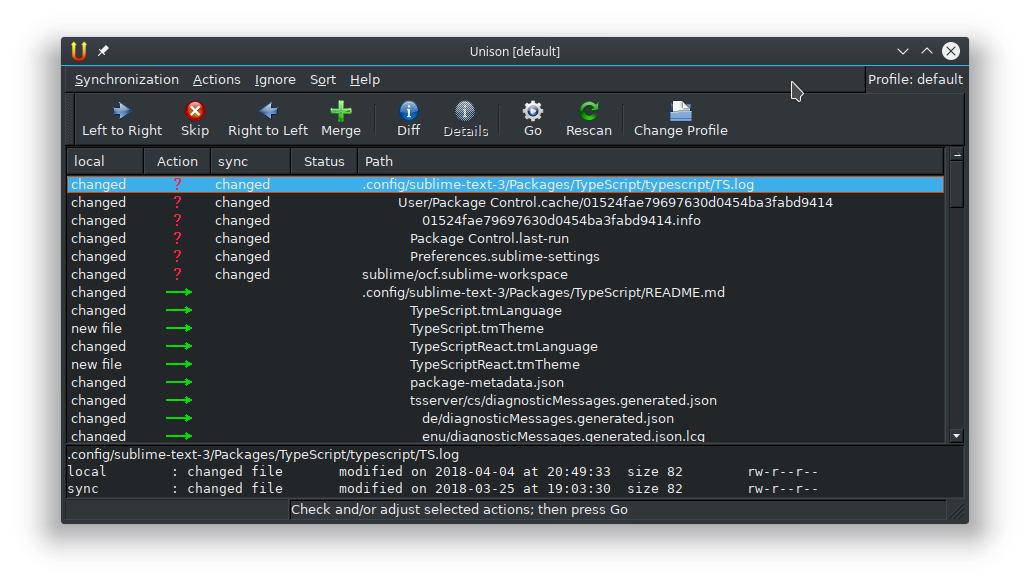 Unison [default]
Synchronization Actions Ignore Sort Help Profile: default
Left to Right Skip Right to Left Merge Diff Details Go Rescan Change Profile
local Action sync Status Path
changed ? changed .config/sublime-text-3/Packages/TypeScript/typescript/TS.log
changed ? changed User/Package Control.cache/01524fae79697630d0454ba3fabd9414
changed ? changed 01524fae79697630d0454ba3fabd9414.info
changed ? changed Package Control.last-run
changed ? changed Preferences.sublime-settings
changed ? changed sublime/ocf.sublime-workspace
changed .config/sublime-text-3/Packages/TypeScript/README.md
changed TypeScript.tmLanguage
new file TypeScript.tmTheme
changed TypeScriptReact.tmLanguage
new file TypeScriptReact.tmTheme
changed package-metadata.json
changed tsserver/cs/diagnosticMessages.generated.json
changed de/diagnosticMessages.generated.json
changed enu/diagnosticMessages.generated.json.lcg
.config/sublime-text-3/Packages/TypeScript/typescript/TS.log
local : changed file modified on 2018-04-04 at 20:49:33 size 82 rw-r--r--
sync : changed file modified on 2018-03-25 at 19:03:30 size 82 rw-r--r--
Check and/or adjust selected actions; then press Go